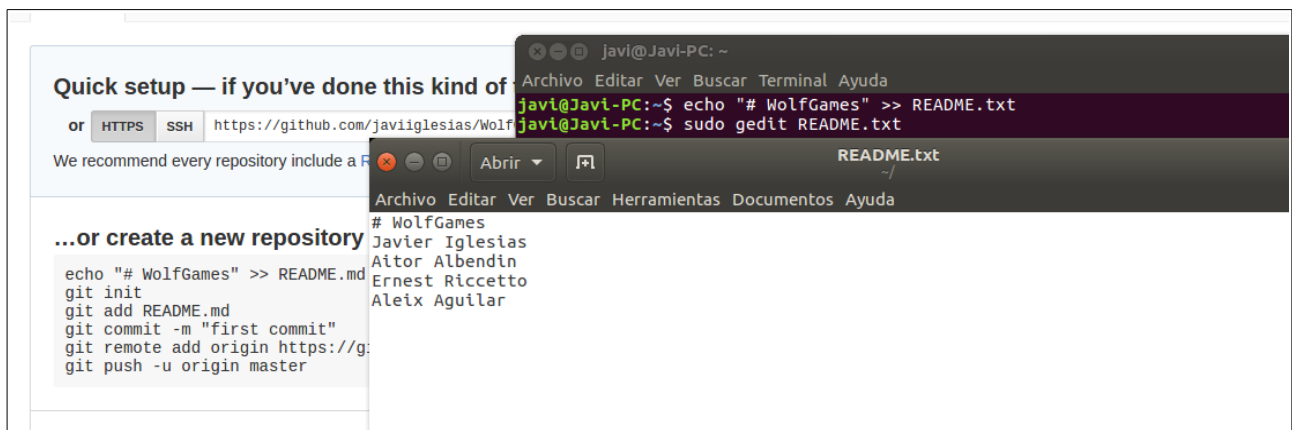 Quick setup — if you’ve done this kind of
or HTTPS SSH https://github.com/javiiglesias/Wolf
We recommend every repository include a
…or create a new repository
echo "# WolfGames" >> README.md
git init
git add README.md
git commit -m "first commit"
git remote add origin https://gi
git push -u origin master
javi@Javi-PC: ~
Archivo Editar Ver Buscar Terminal Ayuda
javi@Javi-PC:~$ echo "# WolfGames" >> README.txt
javi@Javi-PC:~$ sudo gedit README.txt
Abrir README.txt
~/
Archivo Editar Ver Buscar Herramientas Documentos Ayuda
# WolfGames
Javier Iglesias
Aitor Albendin
Ernest Riccetto
Aleix Aguilar